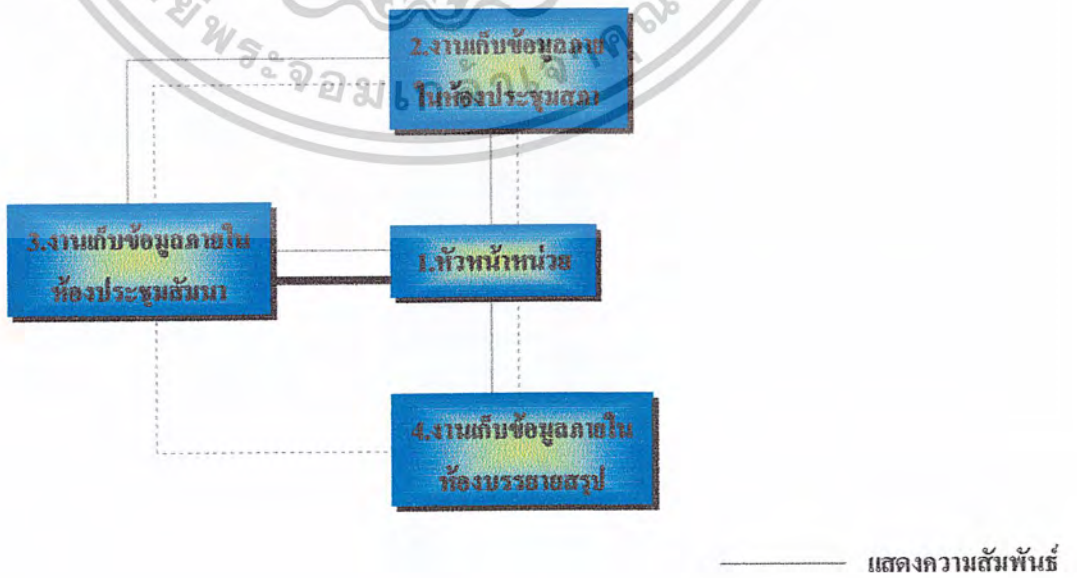 2.งานเก็บข้อมูลภาย
ในห้องประชุมสภา
3.งานเก็บข้อมูลภายใน
ห้องประชุมสัมนา
1.หัวหน้าหน่วย
4.งานเก็บข้อมูลภายใน
ห้องบรรยายสรุป
แสดงความสัมพันธ์